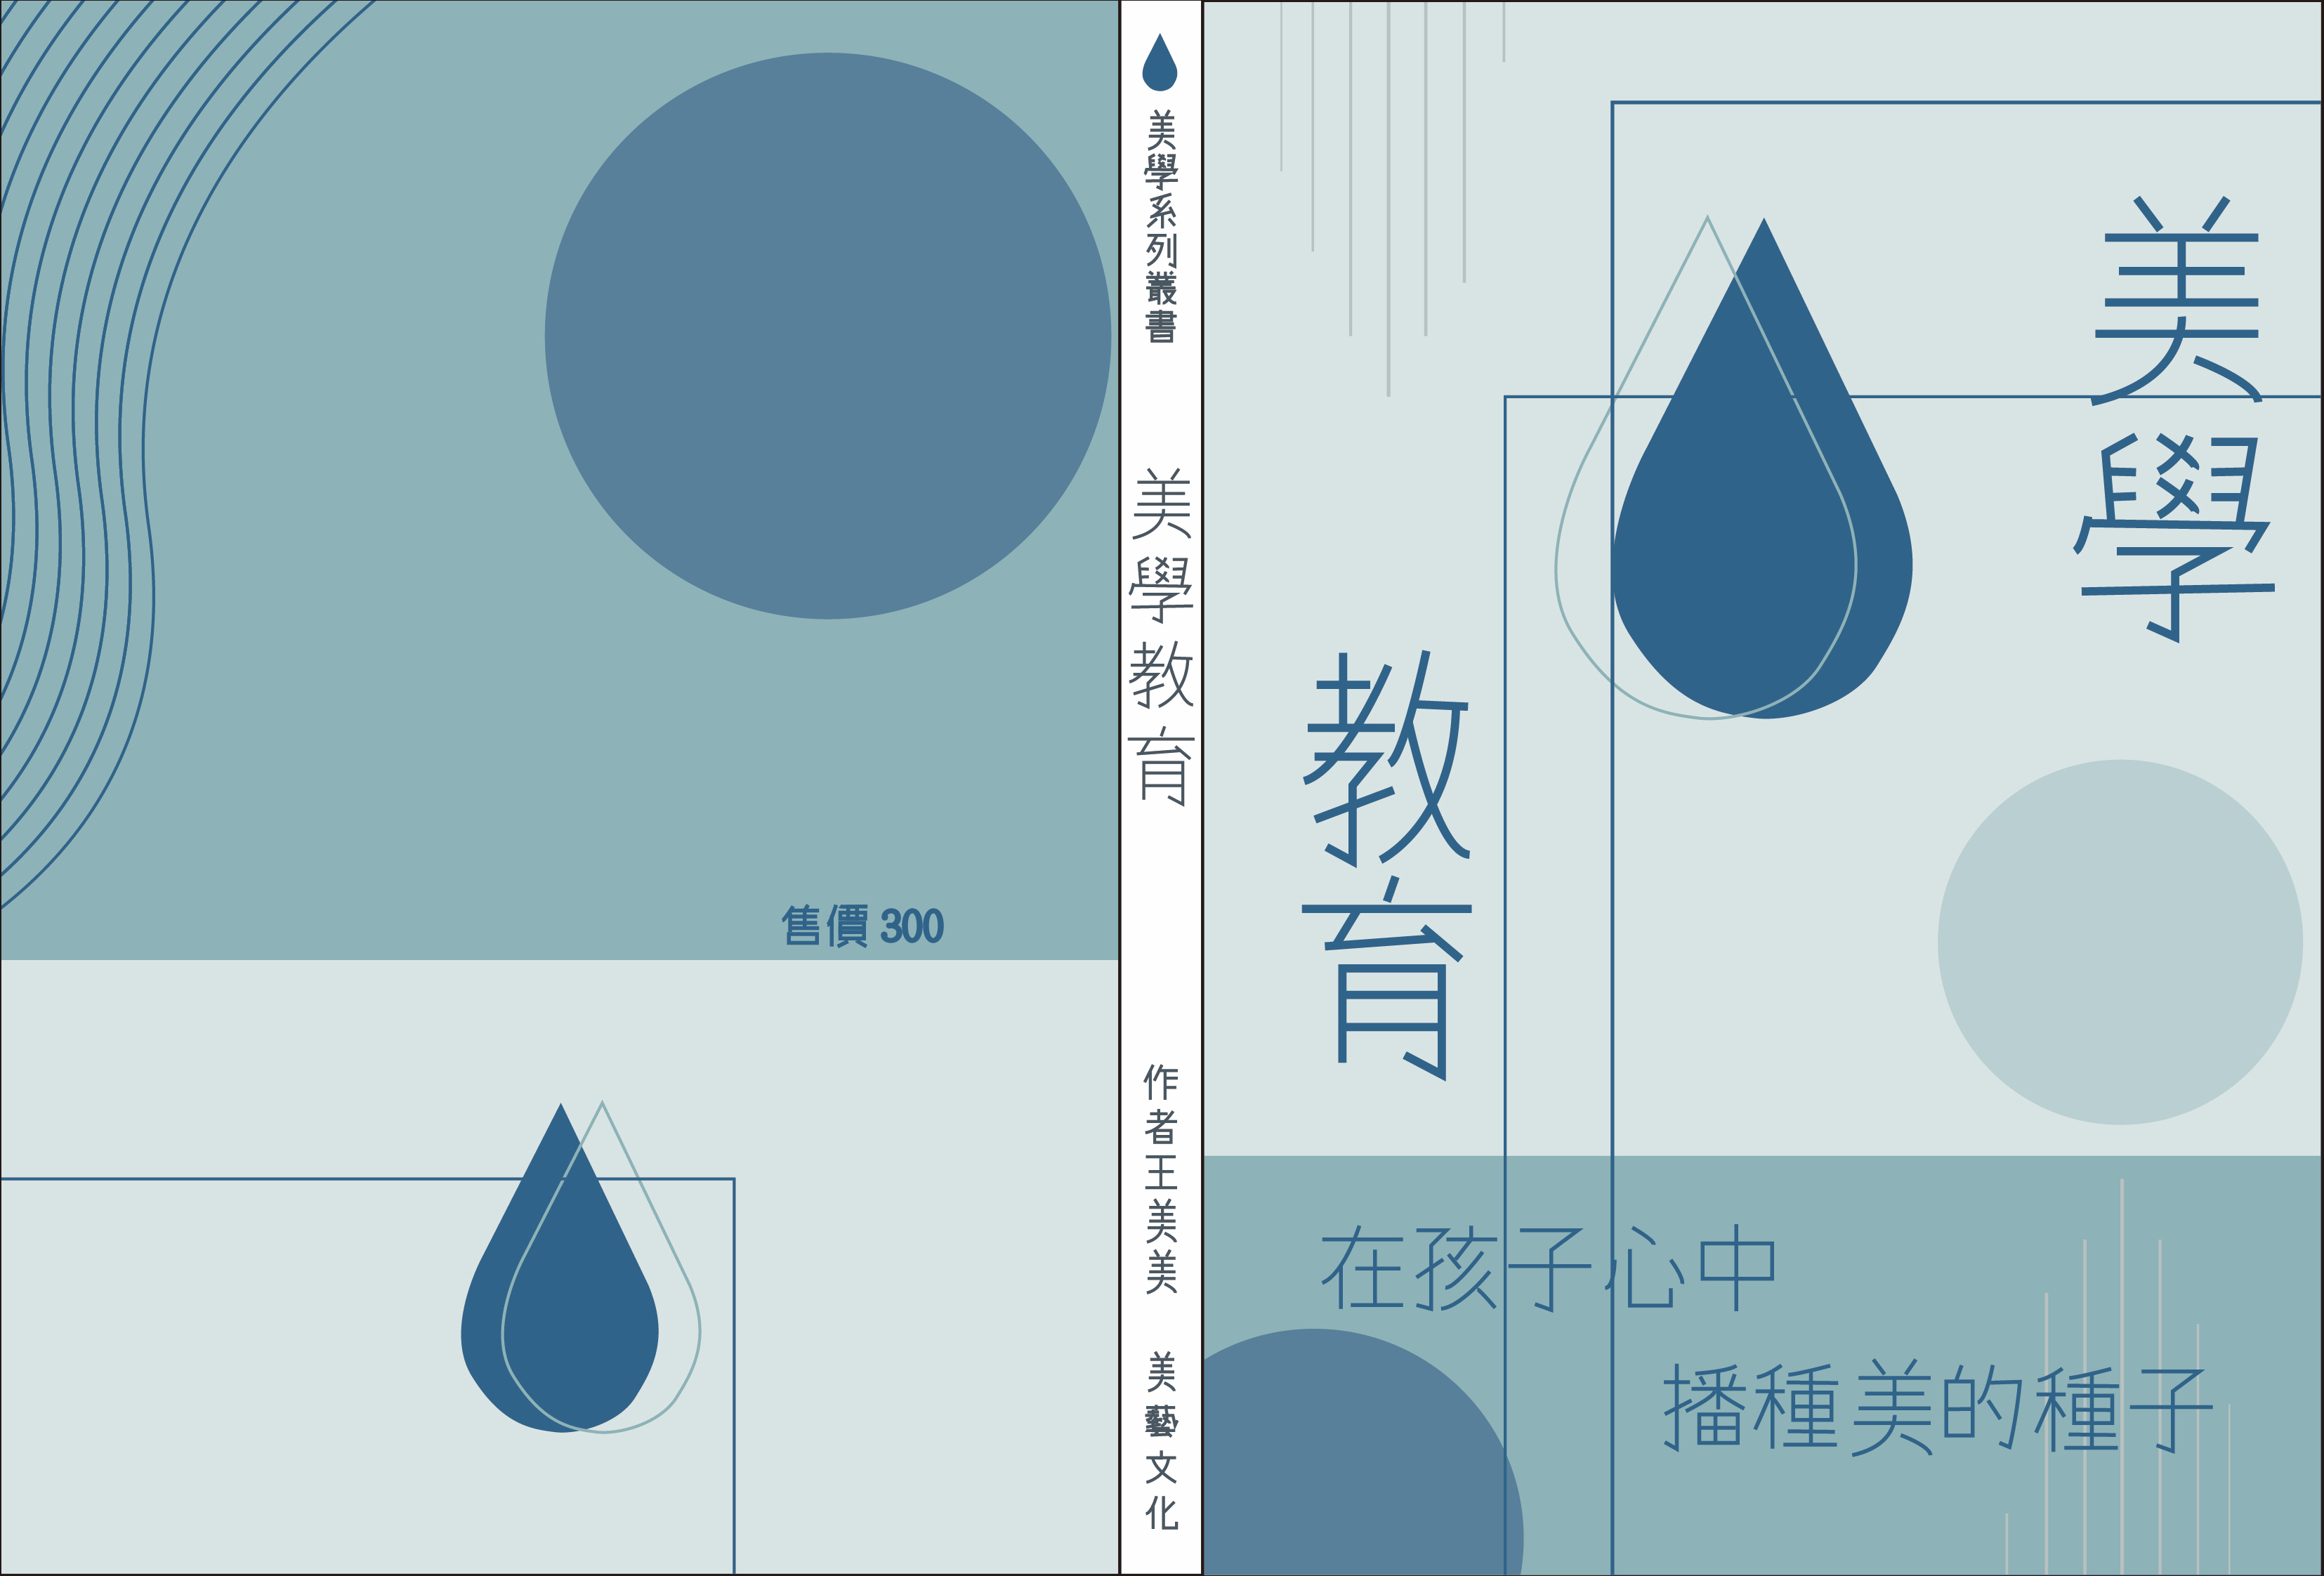 美學
教育
在孩子心中
播種美的種子
美學系列叢書
美學教育
作者王美美
美藝文化
售價 300